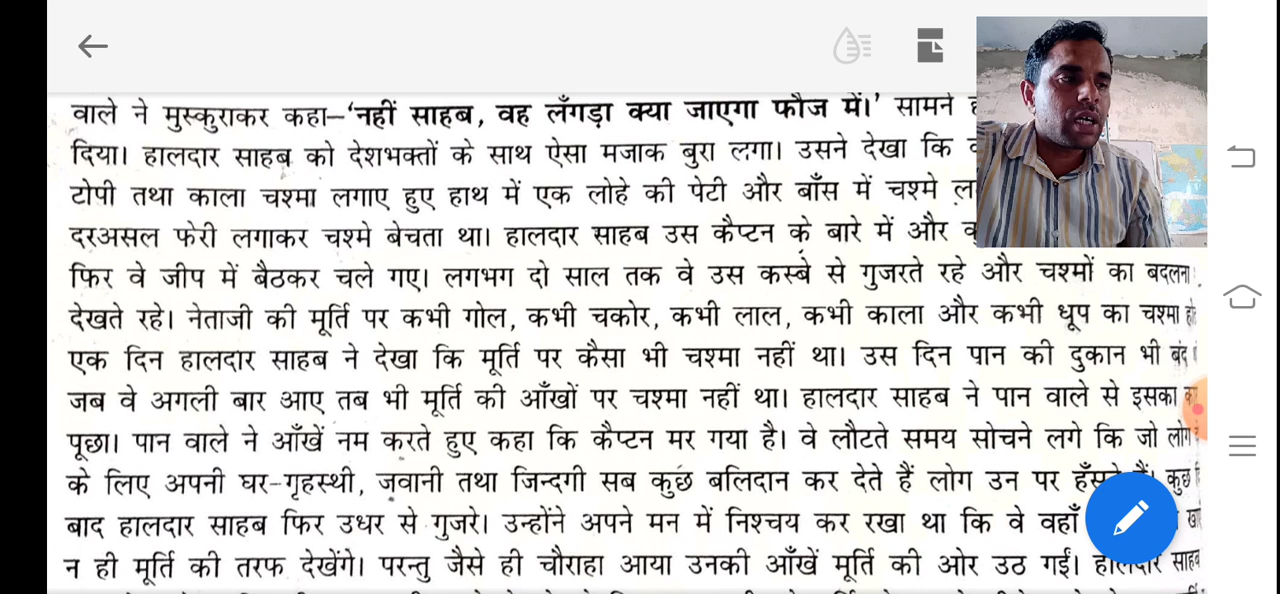 वाले ने मुस्कुराकर कहा–‘नहीं साहब, वह लँगड़ा क्या जाएगा फौज में।’ सामने
दिया। हालदार साहब को देशभक्तों के साथ ऐसा मजाक बुरा लगा। उसने देखा कि
टोपी तथा काला चश्मा लगाए हुए हाथ में एक लोहे की पेटी और बाँस में चश्मे
दरअसल फेरी लगाकर चश्मे बेचता था। हालदार साहब उस कैप्टन के बारे में और
फिर वे जीप में बैठकर चले गए। लगभग दो साल तक वे उस कस्बे से गुजरते रहे और चश्मों का बदलना
देखते रहे। नेताजी की मूर्ति पर कभी गोल, कभी चकोर, कभी लाल, कभी काला और कभी धूप का चश्मा
एक दिन हालदार साहब ने देखा कि मूर्ति पर कैसा भी चश्मा नहीं था। उस दिन पान की दुकान भी बंद
जब वे अगली बार आए तब भी मूर्ति की आँखों पर चश्मा नहीं था। हालदार साहब ने पान वाले से इसका
पूछा। पान वाले ने आँखें नम करते हुए कहा कि कैप्टन मर गया है। वे लौटते समय सोचने लगे कि जो लोग
के लिए अपनी घर-गृहस्थी, जवानी तथा जिन्दगी सब कुछ बलिदान कर देते हैं लोग उन पर हँसते हैं। कुछ
बाद हालदार साहब फिर उधर से गुजरे। उन्होंने अपने मन में निश्चय कर रखा था कि वे वहाँ
न ही मूर्ति की तरफ देखेंगे। परन्तु जैसे ही चौराहा आया उनकी आँखें मूर्ति की ओर उठ गईं। हालदार साहब